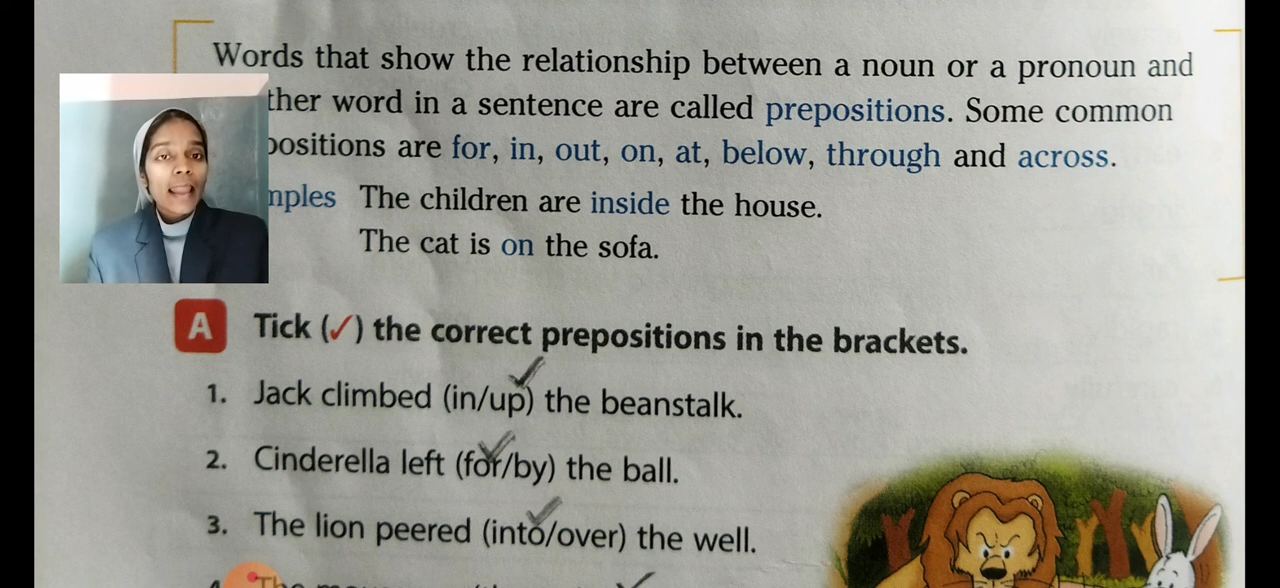 Words that show the relationship between a noun or a pronoun and
ther word in a sentence are called prepositions. Some common
positions are for, in, out, on, at, below, through and across.
mples The children are inside the house.
The cat is on the sofa.
A Tick (✓) the correct prepositions in the brackets.
1. Jack climbed (in/up) the beanstalk.
2. Cinderella left (for/by) the ball.
3. The lion peered (into/over) the well.